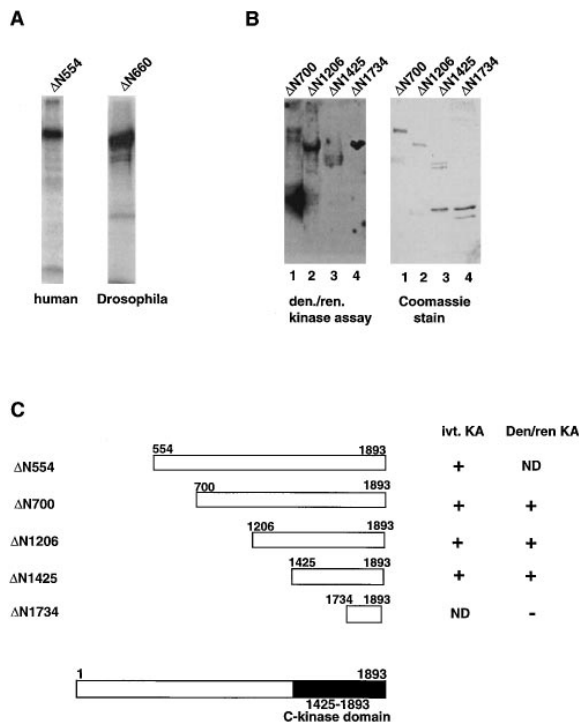 A
B
ΔN554
ΔN660
human
Drosophila
ΔN700
ΔN1206
ΔN1425
ΔN1734
1 2 3 4
den./ren.
kinase assay
ΔN700
ΔN1206
ΔN1425
ΔN1734
1 2 3 4
Coomassie
stain
C
ivt. KA Den/ren KA
ΔN554 554 1893 + ND
ΔN700 700 1893 + +
ΔN1206 1206 1893 + +
ΔN1425 1425 1893 + +
ΔN1734 1734 1893 ND -
1 1893
1425-1893
C-kinase domain